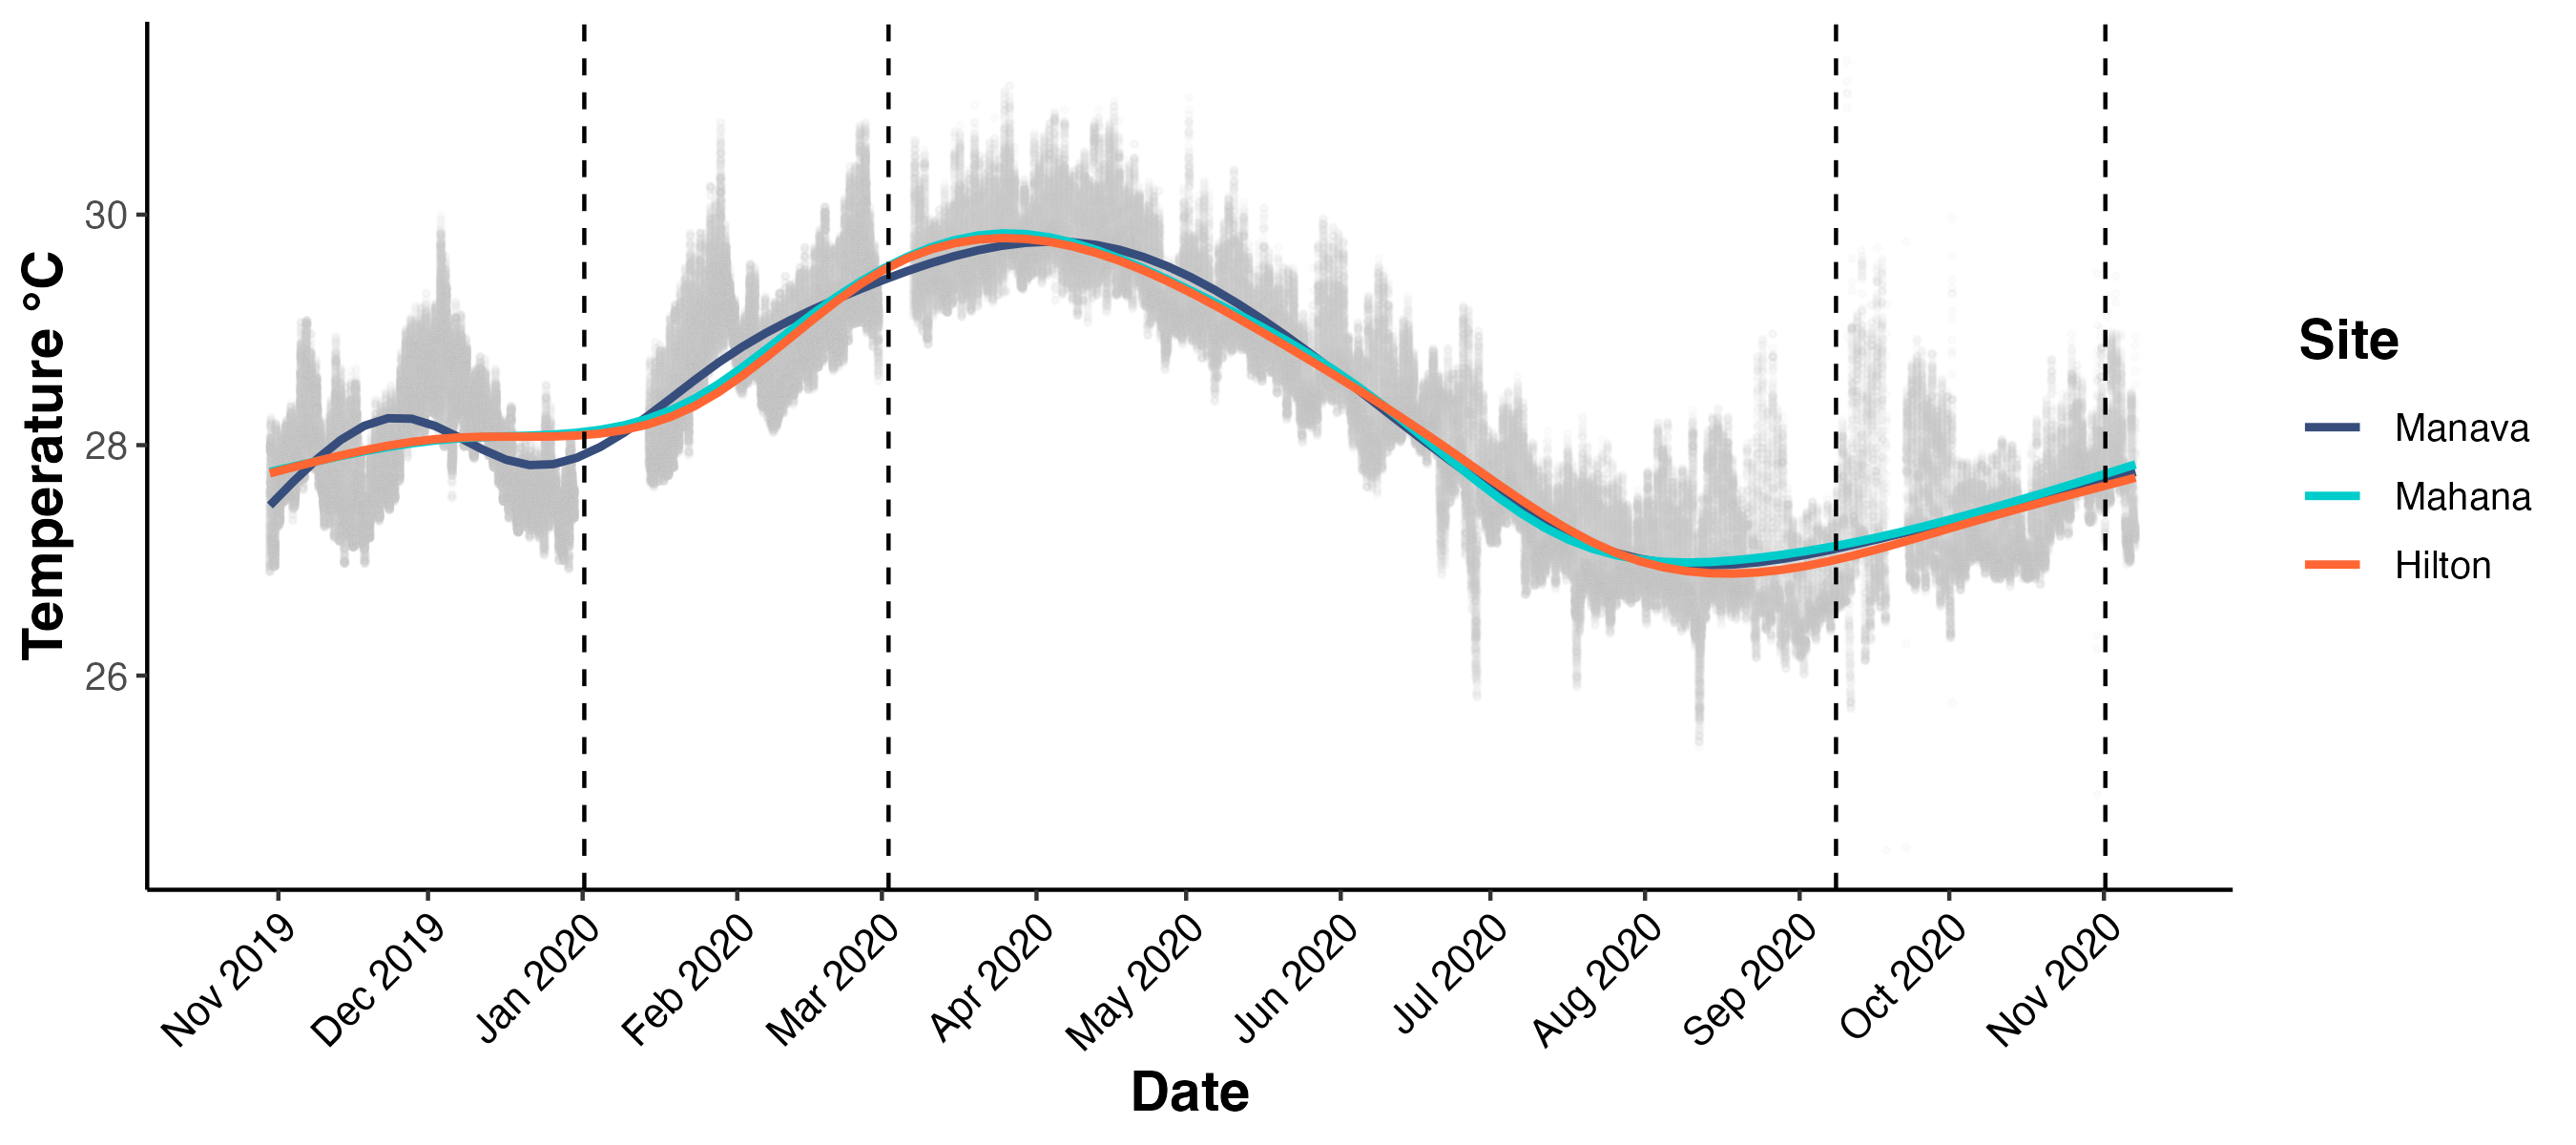 Temperature °C
30
28
26
Nov 2019
Dec 2019
Jan 2020
Feb 2020
Mar 2020
Apr 2020
May 2020
Jun 2020
Jul 2020
Aug 2020
Sep 2020
Oct 2020
Nov 2020
Date
Site
Manava
Mahana
Hilton